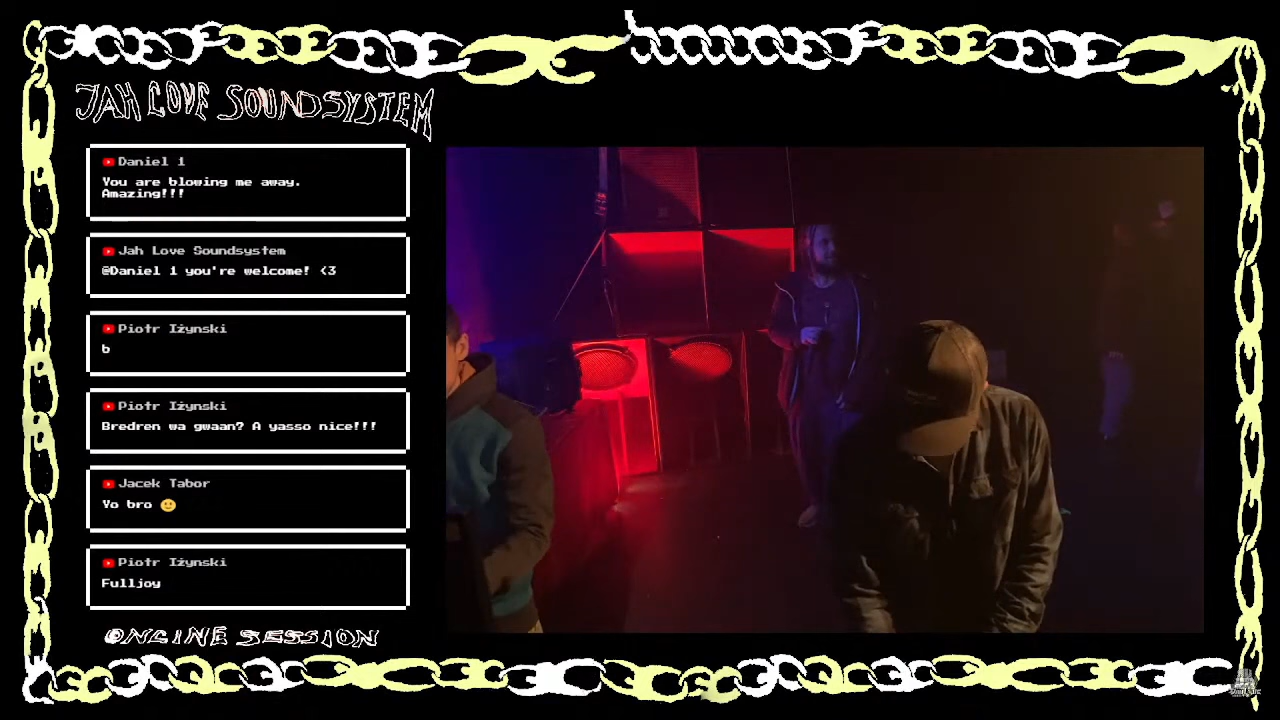 JAH LOVE SOUNDSYSTEM
Daniel 1
You are blowing me away.
Amazing!!!
Jah Love Soundsystem
@Daniel 1 you're welcome! <3
Piotr Iżynski
b
Piotr Iżynski
Bredren wa gwaan? A yasso nice!!!
Jacek Tabor
Yo bro 🙂
Piotr Iżynski
Fulljoy
ONLINE SESSION